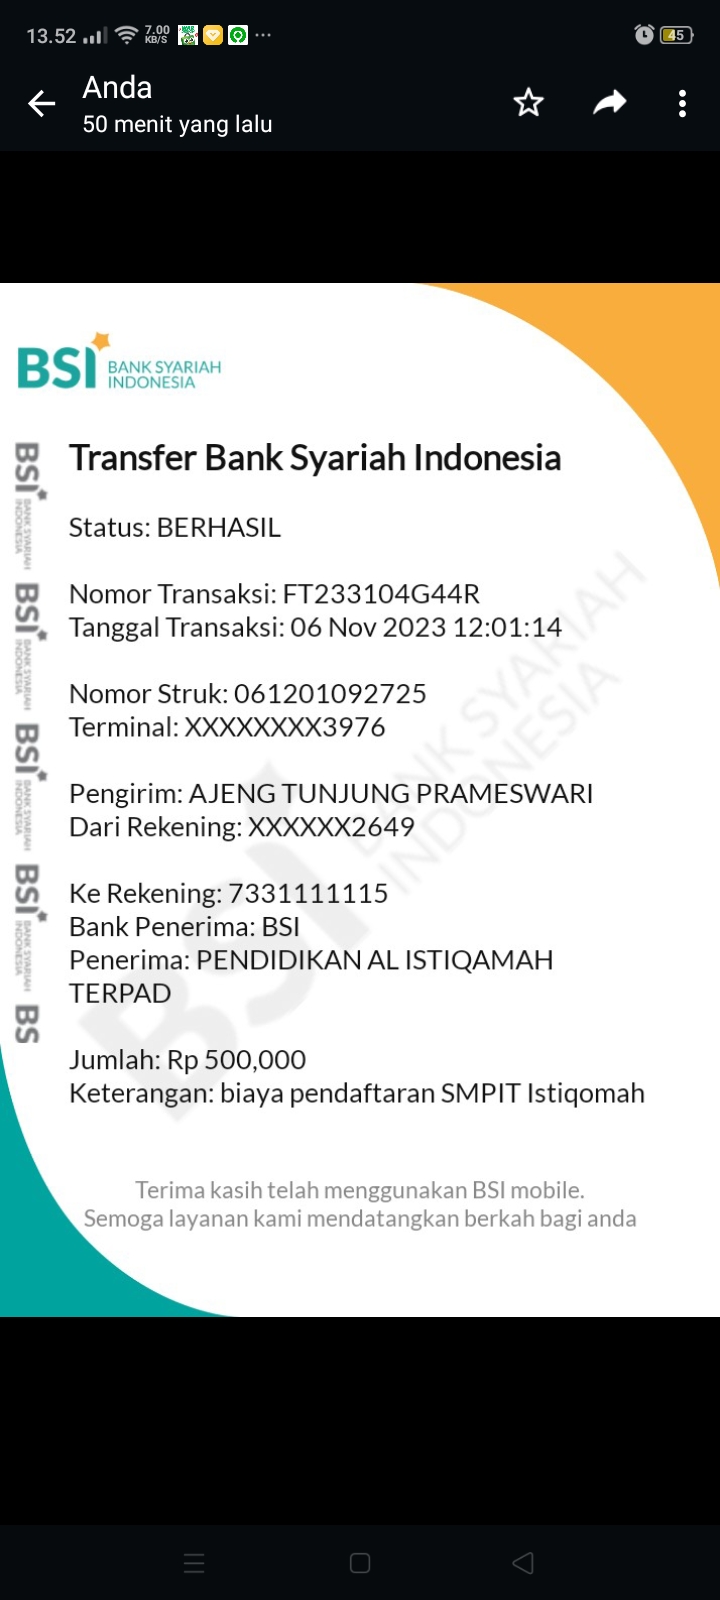 13.52
7.00
KB/S
45
Anda
50 menit yang lalu
BSI BANK SYARIAH
INDONESIA
Transfer Bank Syariah Indonesia
Status: BERHASIL
Nomor Transaksi: FT233104G44R
Tanggal Transaksi: 06 Nov 2023 12:01:14
Nomor Struk: 061201092725
Terminal: XXXXXXXX3976
Pengirim: AJENG TUNJUNG PRAMESWARI
Dari Rekening: XXXXXX2649
Ke Rekening: 7331111115
Bank Penerima: BSI
Penerima: PENDIDIKAN AL ISTIQAMAH
TERPAD
Jumlah: Rp 500,000
Keterangan: biaya pendaftaran SMPIT Istiqomah
Terima kasih telah menggunakan BSI mobile.
Semoga layanan kami mendatangkan berkah bagi anda
BSI BANK SYARIAH INDONESIA
BSI BANK SYARIAH INDONESIA
BSI BANK SYARIAH INDONESIA
BSI BANK SYARIAH INDONESIA
BS
BSI BANK SYARIAH
INDONESIA